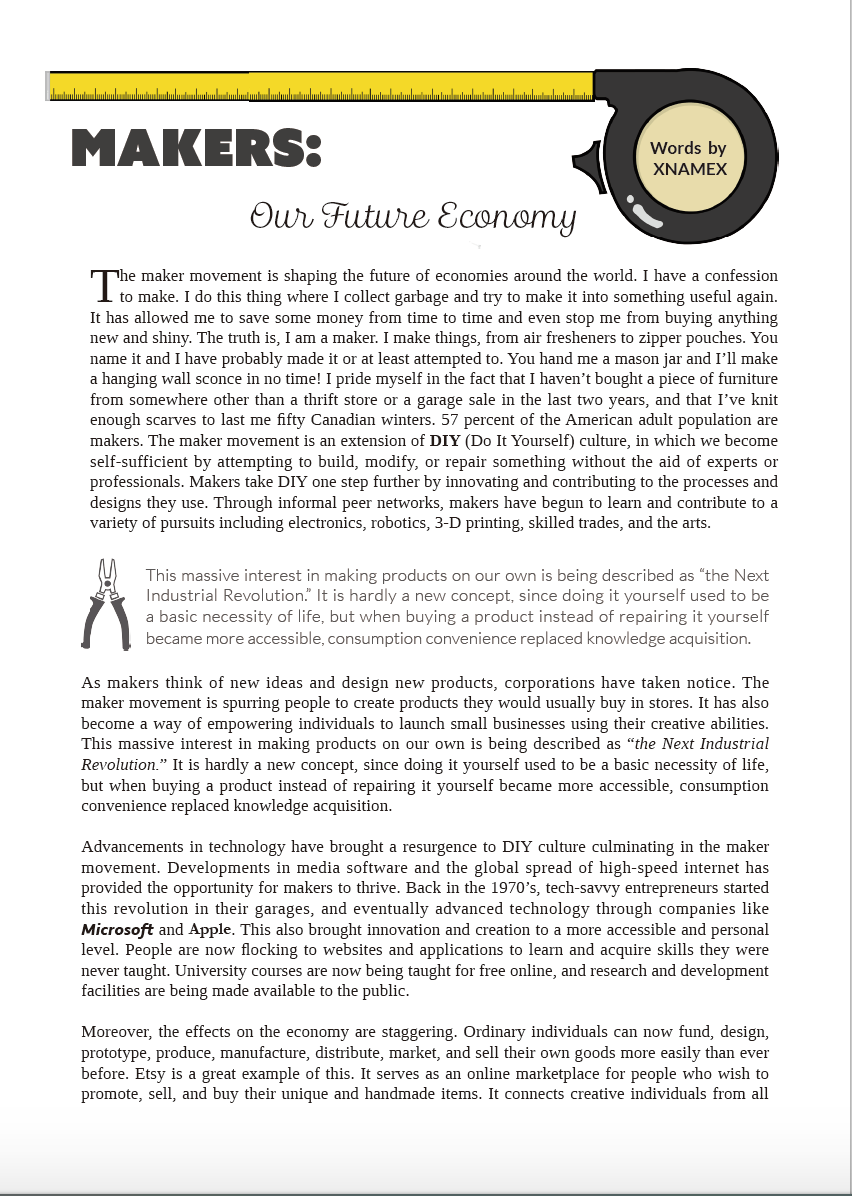 MAKERS:
Words by
XNAMEX
Our Future Economy
The maker movement is shaping the future of economies around the world. I have a confession
to make. I do this thing where I collect garbage and try to make it into something useful again.
It has allowed me to save some money from time to time and even stop me from buying anything
new and shiny. The truth is, I am a maker. I make things, from air fresheners to zipper pouches. You
name it and I have probably made it or at least attempted to. You hand me a mason jar and I’ll make
a hanging wall sconce in no time! I pride myself in the fact that I haven’t bought a piece of furniture
from somewhere other than a thrift store or a garage sale in the last two years, and that I’ve knit
enough scarves to last me fifty Canadian winters. 57 percent of the American adult population are
makers. The maker movement is an extension of DIY (Do It Yourself) culture, in which we become
self-sufficient by attempting to build, modify, or repair something without the aid of experts or
professionals. Makers take DIY one step further by innovating and contributing to the processes and
designs they use. Through informal peer networks, makers have begun to learn and contribute to a
variety of pursuits including electronics, robotics, 3-D printing, skilled trades, and the arts.
This massive interest in making products on our own is being described as “the Next
Industrial Revolution.” It is hardly a new concept, since doing it yourself used to be
a basic necessity of life, but when buying a product instead of repairing it yourself
became more accessible, consumption convenience replaced knowledge acquisition.
As makers think of new ideas and design new products, corporations have taken notice. The
maker movement is spurring people to create products they would usually buy in stores. It has also
become a way of empowering individuals to launch small businesses using their creative abilities.
This massive interest in making products on our own is being described as “the Next Industrial
Revolution.” It is hardly a new concept, since doing it yourself used to be a basic necessity of life,
but when buying a product instead of repairing it yourself became more accessible, consumption
convenience replaced knowledge acquisition.
Advancements in technology have brought a resurgence to DIY culture culminating in the maker
movement. Developments in media software and the global spread of high-speed internet has
provided the opportunity for makers to thrive. Back in the 1970’s, tech-savvy entrepreneurs started
this revolution in their garages, and eventually advanced technology through companies like
Microsoft and Apple. This also brought innovation and creation to a more accessible and personal
level. People are now flocking to websites and applications to learn and acquire skills they were
never taught. University courses are now being taught for free online, and research and development
facilities are being made available to the public.
Moreover, the effects on the economy are staggering. Ordinary individuals can now fund, design,
prototype, produce, manufacture, distribute, market, and sell their own goods more easily than ever
before. Etsy is a great example of this. It serves as an online marketplace for people who wish to
promote, sell, and buy their unique and handmade items. It connects creative individuals from all